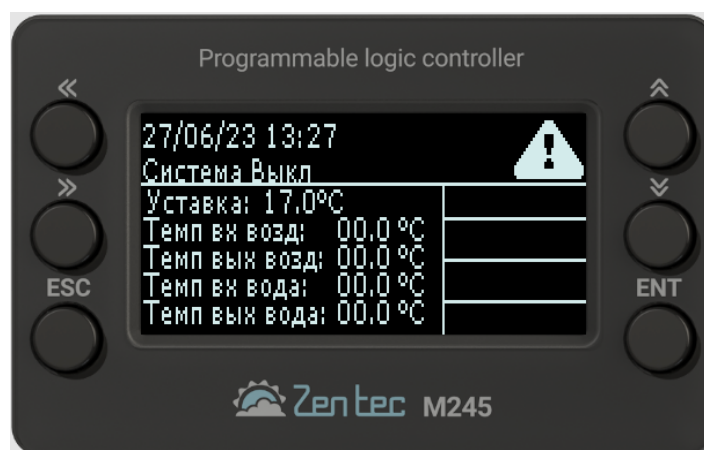 Programmable logic controller
27/06/23 13:27
Система Выкл
Уставка: 17.0°C
Темп вх возд: 00.0 °C
Темп вых возд: 00.0 °C
Темп вх вода: 00.0 °C
Темп вых вода: 00.0 °C
ESC
ENT
Zentec M245